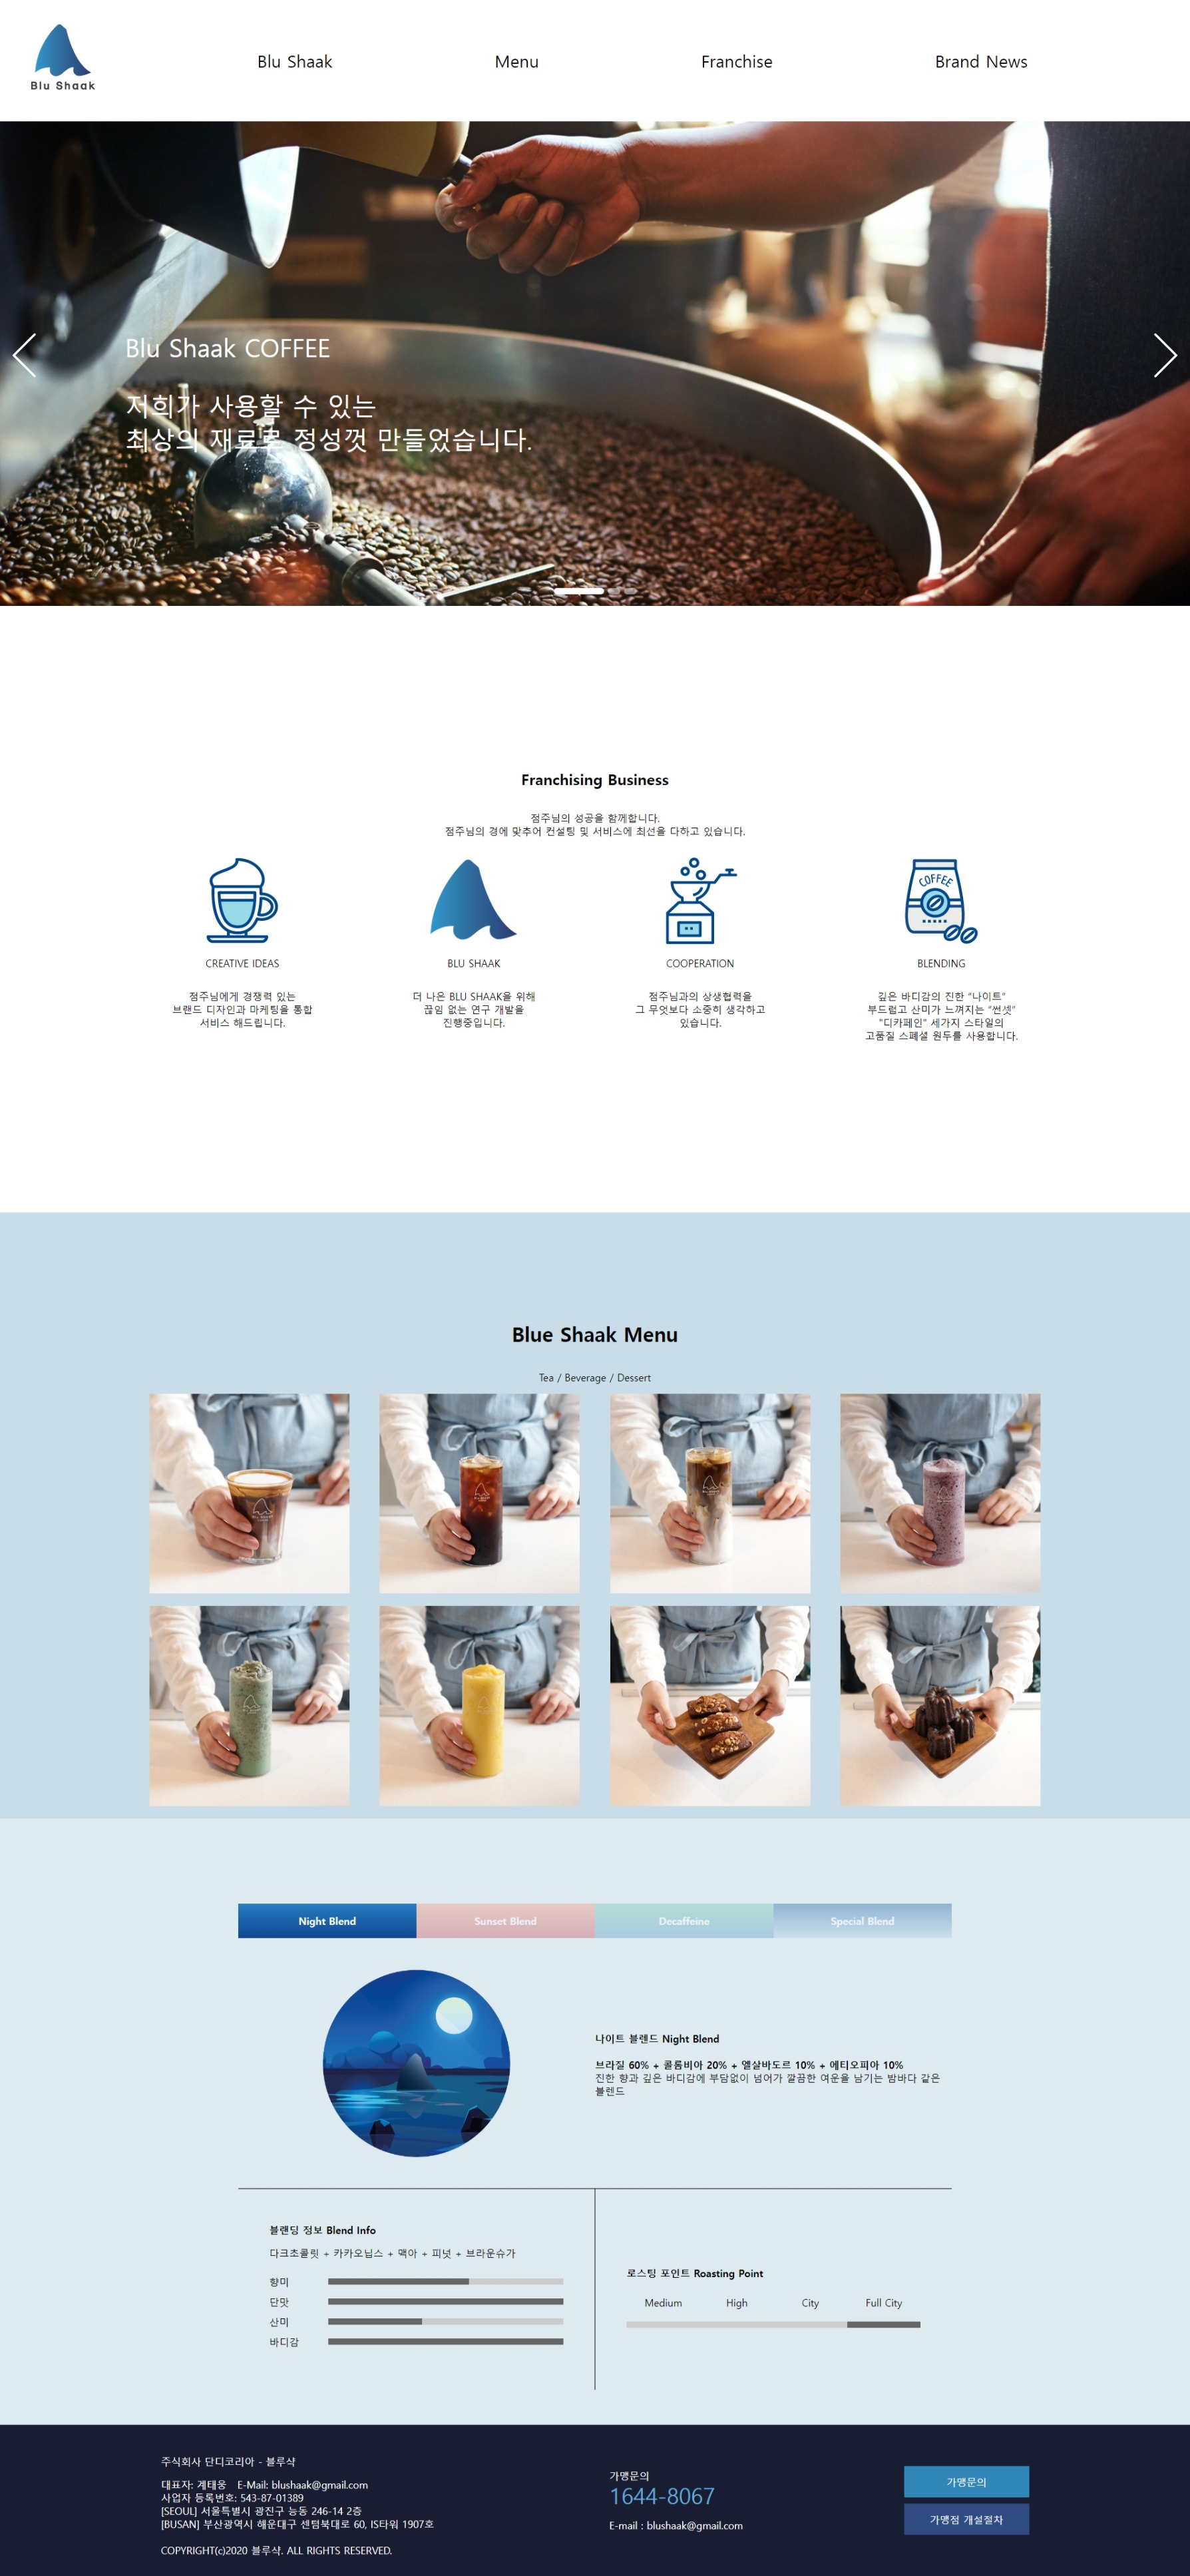 Blu Shaak
Blu Shaak
Menu
Franchise
Brand News
Blu Shaak COFFEE
저희가 사용할 수 있는
최상의 재료로 정성껏 만들었습니다.
Franchising Business
점주님의 성공을 함께합니다.
점주님의 경에 맞추어 컨설팅 및 서비스에 최선을 다하고 있습니다.
COFFEE
CREATIVE IDEAS
점주님에게 경쟁력 있는
브랜드 디자인과 마케팅을 통합
서비스 해드립니다.
BLU SHAAK
더 나은 BLU SHAAK을 위해
끊임 없는 연구 개발을
진행중입니다.
COOPERATION
점주님과의 상생협력을
그 무엇보다 소중히 생각하고
있습니다.
BLENDING
깊은 바디감의 진한 "나이트"
부드럽고 산미가 느껴지는 "썬셋"
"디카페인" 세가지 스타일의
고품질 스페셜 원두를 사용합니다.
Blue Shaak Menu
Tea / Beverage / Dessert
Night Blend
Sunset Blend
Decaffeine
Special Blend
나이트 블렌드 Night Blend
브라질 60% + 콜롬비아 20% + 엘살바도르 10% + 에티오피아 10%
진한 향과 깊은 바디감에 부담없이 넘어가 깔끔한 여운을 남기는 밤바다 같은
블렌드
블랜딩 정보 Blend Info
다크초콜릿 + 카카오닙스 + 맥아 + 피넛 + 브라운슈가
향미
단맛
산미
바디감
로스팅 포인트 Roasting Point
Medium
High
City
Full City
주식회사 단디코리아 - 블루샥
대표자: 계태웅 E-Mail: blushaak@gmail.com
사업자 등록번호: 543-87-01389
[SEOUL] 서울특별시 광진구 능동 246-14 2층
[BUSAN] 부산광역시 해운대구 센텀북대로 60, IS타워 1907호
COPYRIGHT(c)2020 블루샥. ALL RIGHTS RESERVED.
가맹문의
1644-8067
E-mail : blushaak@gmail.com
가맹문의
가맹점 개설절차